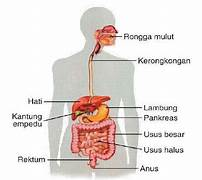 Rongga mulut
Kerongkongan
Hati
Lambung
Kantung
empedu
Pankreas
Usus besar
Usus halus
Rektum
Anus